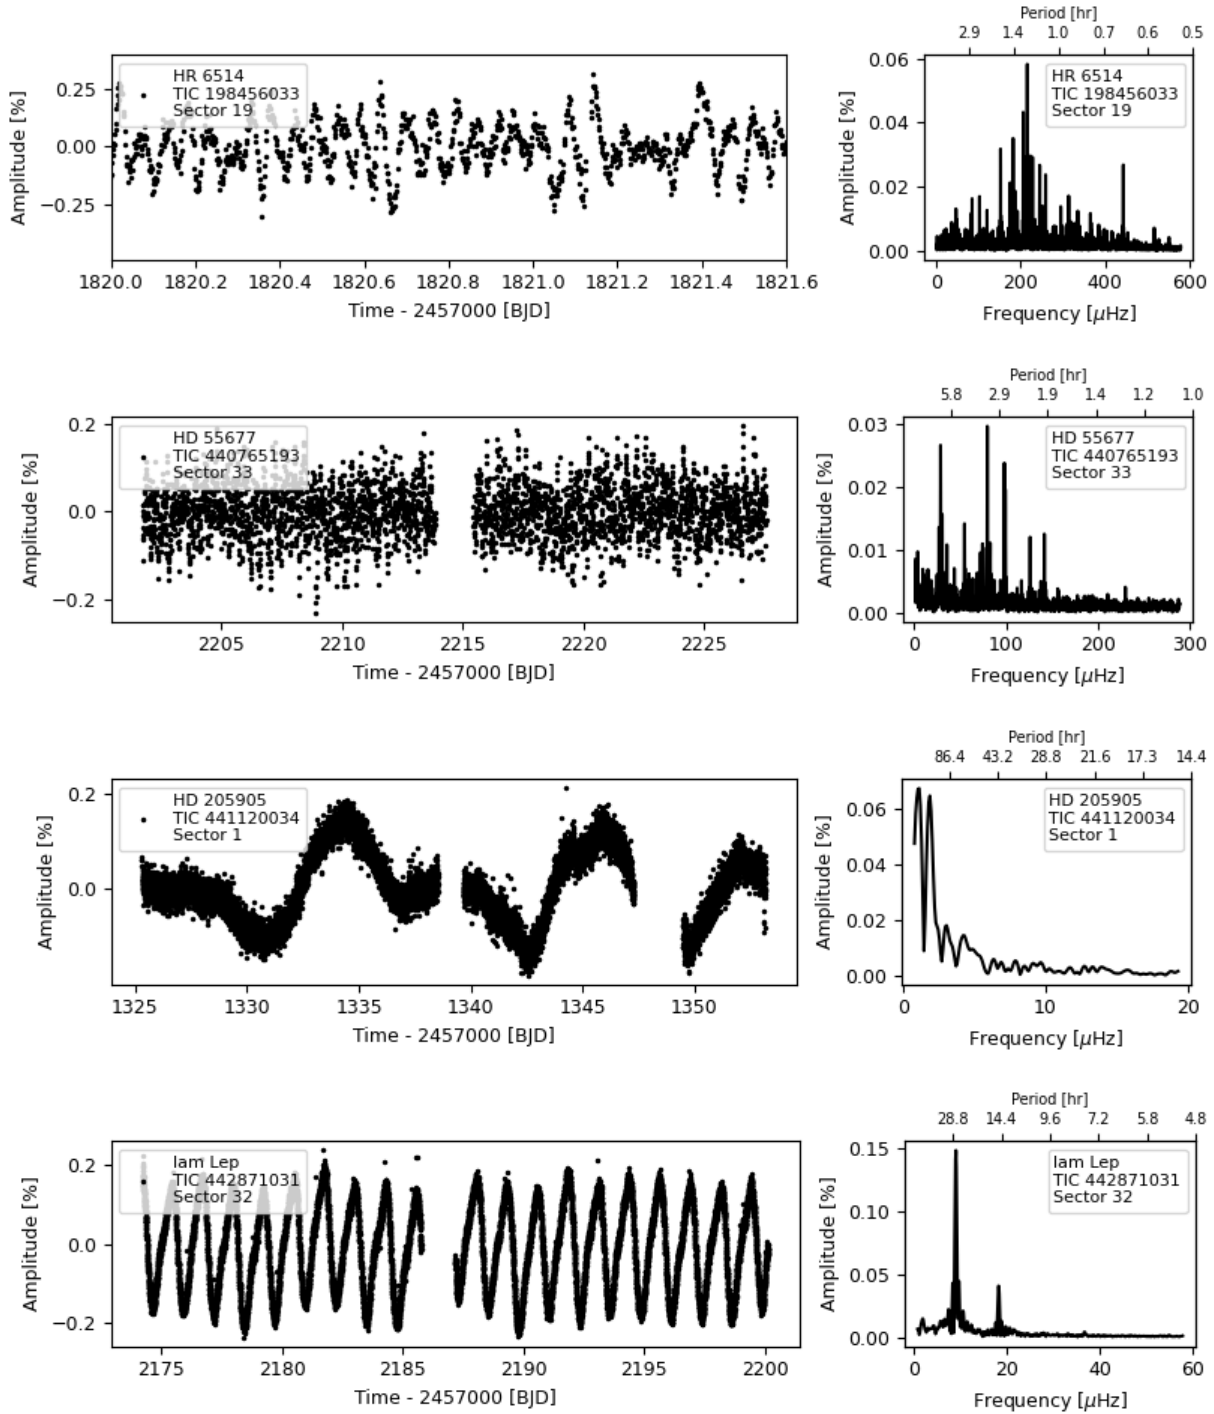 Period [hr]
2.9 1.4 1.0 0.7 0.6 0.5
Amplitude [%]
0.25
0.00
−0.25
HR 6514
TIC 198456033
Sector 19
1820.0 1820.2 1820.4 1820.6 1820.8 1821.0 1821.2 1821.4 1821.6
Time - 2457000 [BJD]
Amplitude [%]
0.06
0.04
0.02
0.00
HR 6514
TIC 198456033
Sector 19
0 200 400 600
Frequency [μHz]
Period [hr]
5.8 2.9 1.9 1.4 1.2 1.0
Amplitude [%]
0.2
0.0
−0.2
HD 55677
TIC 440765193
Sector 33
2205 2210 2215 2220 2225
Time - 2457000 [BJD]
Amplitude [%]
0.03
0.02
0.01
0.00
HD 55677
TIC 440765193
Sector 33
0 100 200 300
Frequency [μHz]
Period [hr]
86.4 43.2 28.8 21.6 17.3 14.4
Amplitude [%]
0.2
0.0
HD 205905
TIC 441120034
Sector 1
1325 1330 1335 1340 1345 1350
Time - 2457000 [BJD]
Amplitude [%]
0.06
0.04
0.02
0.00
HD 205905
TIC 441120034
Sector 1
0 10 20
Frequency [μHz]
Period [hr]
28.8 14.4 9.6 7.2 5.8 4.8
Amplitude [%]
0.2
0.0
−0.2
lam Lep
TIC 442871031
Sector 32
2175 2180 2185 2190 2195 2200
Time - 2457000 [BJD]
Amplitude [%]
0.15
0.10
0.05
0.00
lam Lep
TIC 442871031
Sector 32
0 20 40 60
Frequency [μHz]